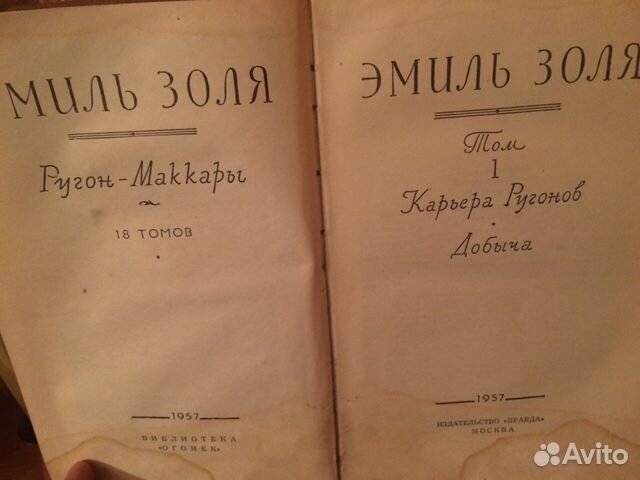 МИЛЬ ЗОЛЯ
Ругон-Маккары
18 ТОМОВ
1957
БИБЛИОТЕКА
«ОГОНЕК»
ЭМИЛЬ ЗОЛЯ
Том
1
Карьера Ругонов
Добыча
1957
ИЗДАТЕЛЬСТВО «ПРАВДА»
МОСКВА
Avito